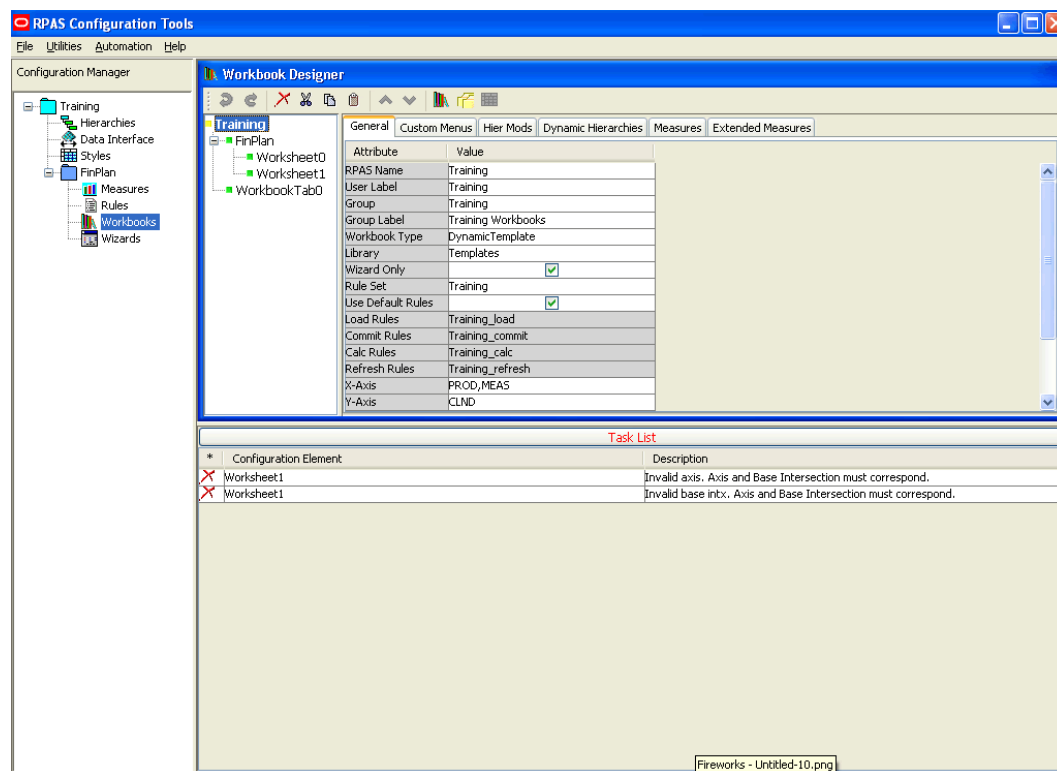 RPAS Configuration Tools
File Utilities Automation Help
Configuration Manager
Training
Hierarchies
Data Interface
Styles
FinPlan
Measures
Rules
Workbooks
Wizards
Workbook Designer
Training
FinPlan
Worksheet0
Worksheet1
WorkbookTab0
General Custom Menus Hier Mods Dynamic Hierarchies Measures Extended Measures
Attribute Value
RPAS Name Training
User Label Training
Group Training
Group Label Training Workbooks
Workbook Type DynamicTemplate
Library Templates
Wizard Only
Rule Set Training
Use Default Rules
Load Rules Training_load
Commit Rules Training_commit
Calc Rules Training_calc
Refresh Rules Training_refresh
X-Axis PROD,MEAS
Y-Axis CLND
Task List
* Configuration Element Description
Worksheet1 Invalid axis. Axis and Base Intersection must correspond.
Worksheet1 Invalid base intx. Axis and Base Intersection must correspond.
Fireworks - Untitled-10.png